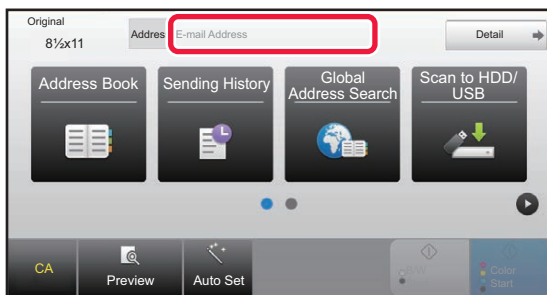 Original
8½x11
Addres
E-mail Address
Detail
Address Book
Sending History
Global
Address Search
Scan to HDD/
USB
CA
Preview
Auto Set
B/W
Start
Color
Start